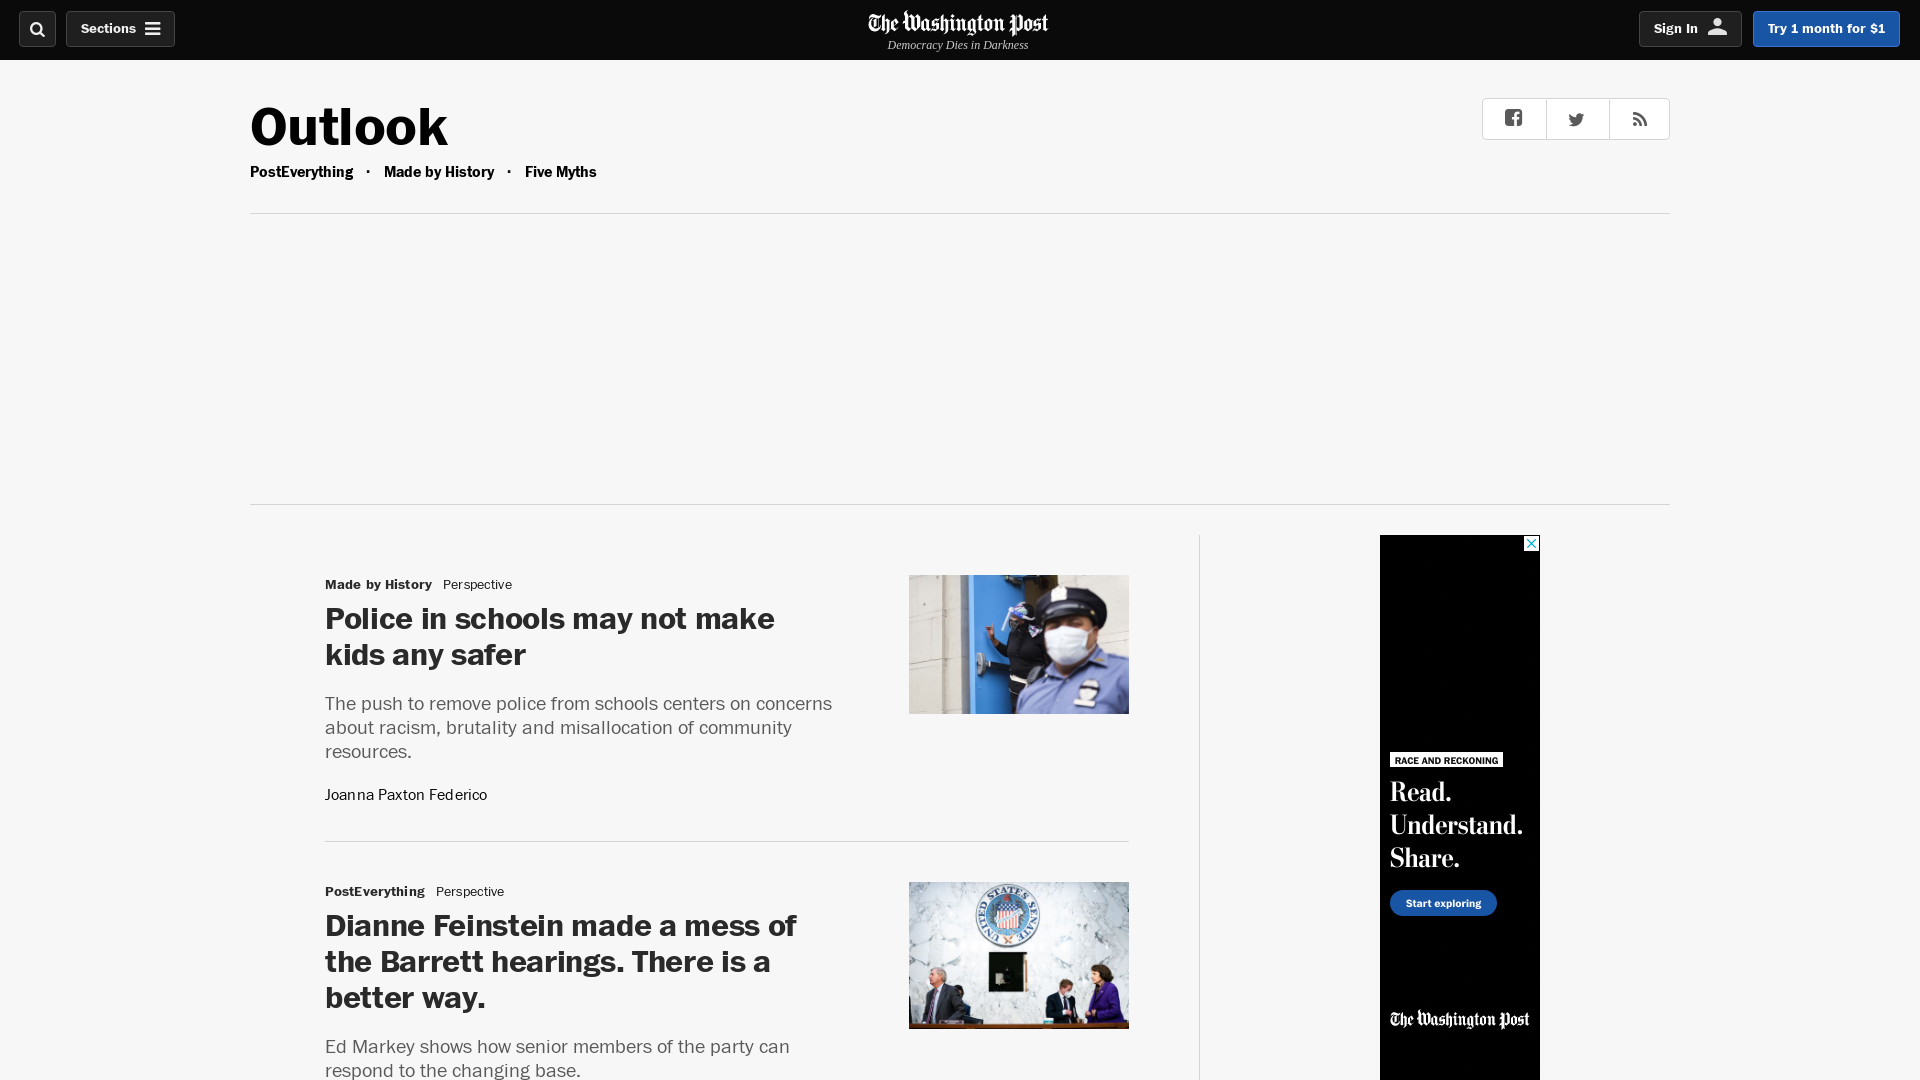 Sections
The Washington Post
Democracy Dies in Darkness
Sign In
Try 1 month for $1
Outlook
PostEverything · Made by History · Five Myths
Made by History Perspective
Police in schools may not make
kids any safer
The push to remove police from schools centers on concerns
about racism, brutality and misallocation of community
resources.
Joanna Paxton Federico
PostEverything Perspective
Dianne Feinstein made a mess of
the Barrett hearings. There is a
better way.
Ed Markey shows how senior members of the party can
respond to the changing base.
UNITED STATES SENATE
RACE AND RECKONING
Read.
Understand.
Share.
Start exploring
The Washington Post